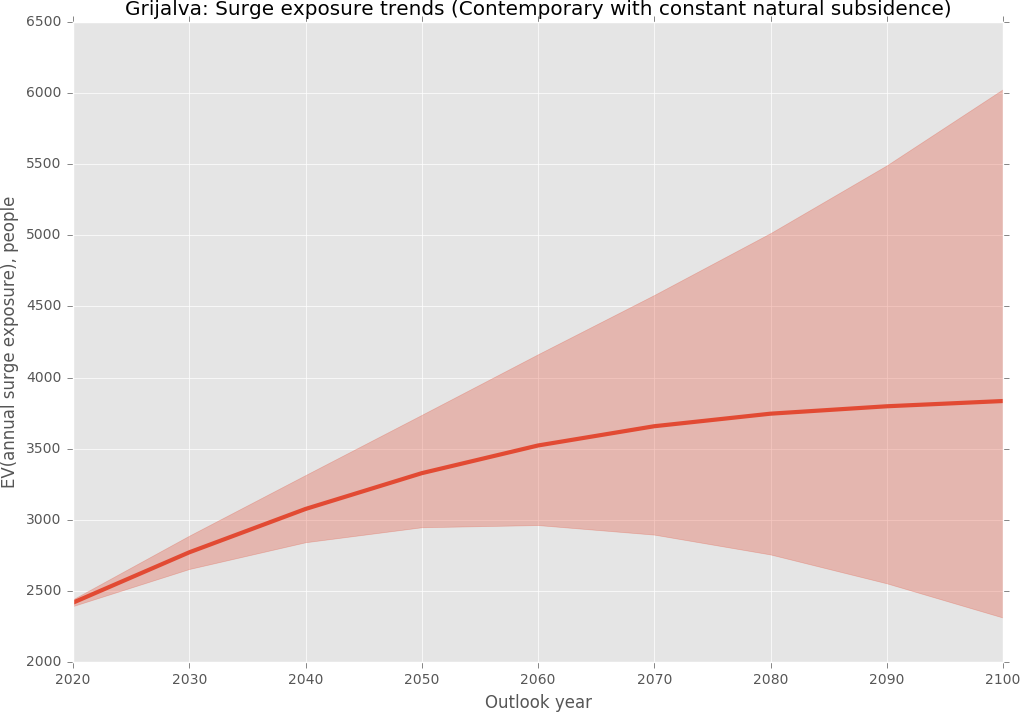 Grijalva: Surge exposure trends (Contemporary with constant natural subsidence)
6500
6000
5500
5000
4500
4000
3500
3000
2500
2000
EV(annual surge exposure), people
2020 2030 2040 2050 2060 2070 2080 2090 2100
Outlook year